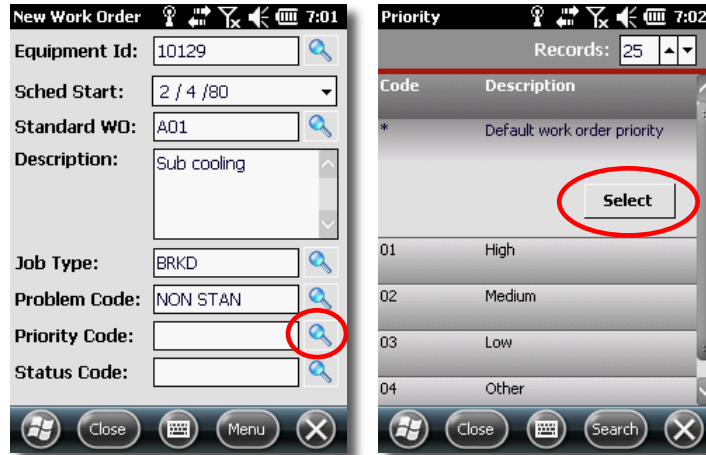 New Work Order 7:01
Equipment Id: 10129
Sched Start: 2 / 4 /80
Standard WO: A01
Description: Sub cooling
Job Type: BRKD
Problem Code: NON STAN
Priority Code:
Status Code:
Close Menu
Priority 7:02
Records: 25
Code Description
* Default work order priority
Select
01 High
02 Medium
03 Low
04 Other
Close Search